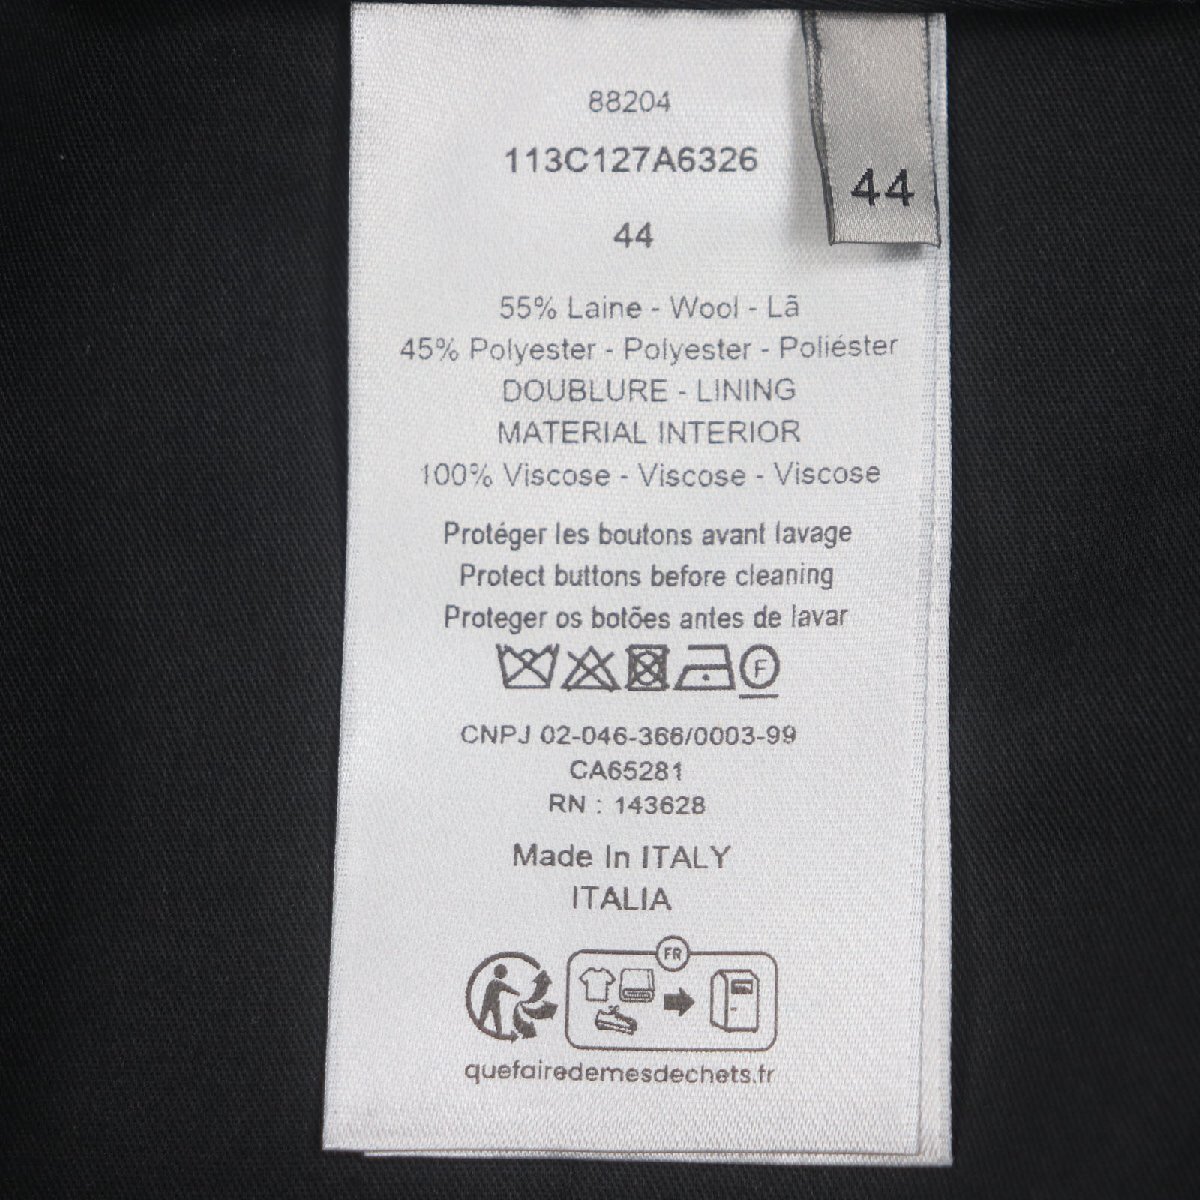 88204
113C127A6326
44
44
55% Laine - Wool - Lã
45% Polyester - Polyester - Poliéster
DOUBLURE - LINING
MATERIAL INTERIOR
100% Viscose - Viscose - Viscose
Protéger les boutons avant lavage
Protect buttons before cleaning
Proteger os botões antes de lavar
F
CNPJ 02-046-366/0003-99
CA65281
RN : 143628
Made In ITALY
ITALIA
FR
quefairedemesdechets.fr